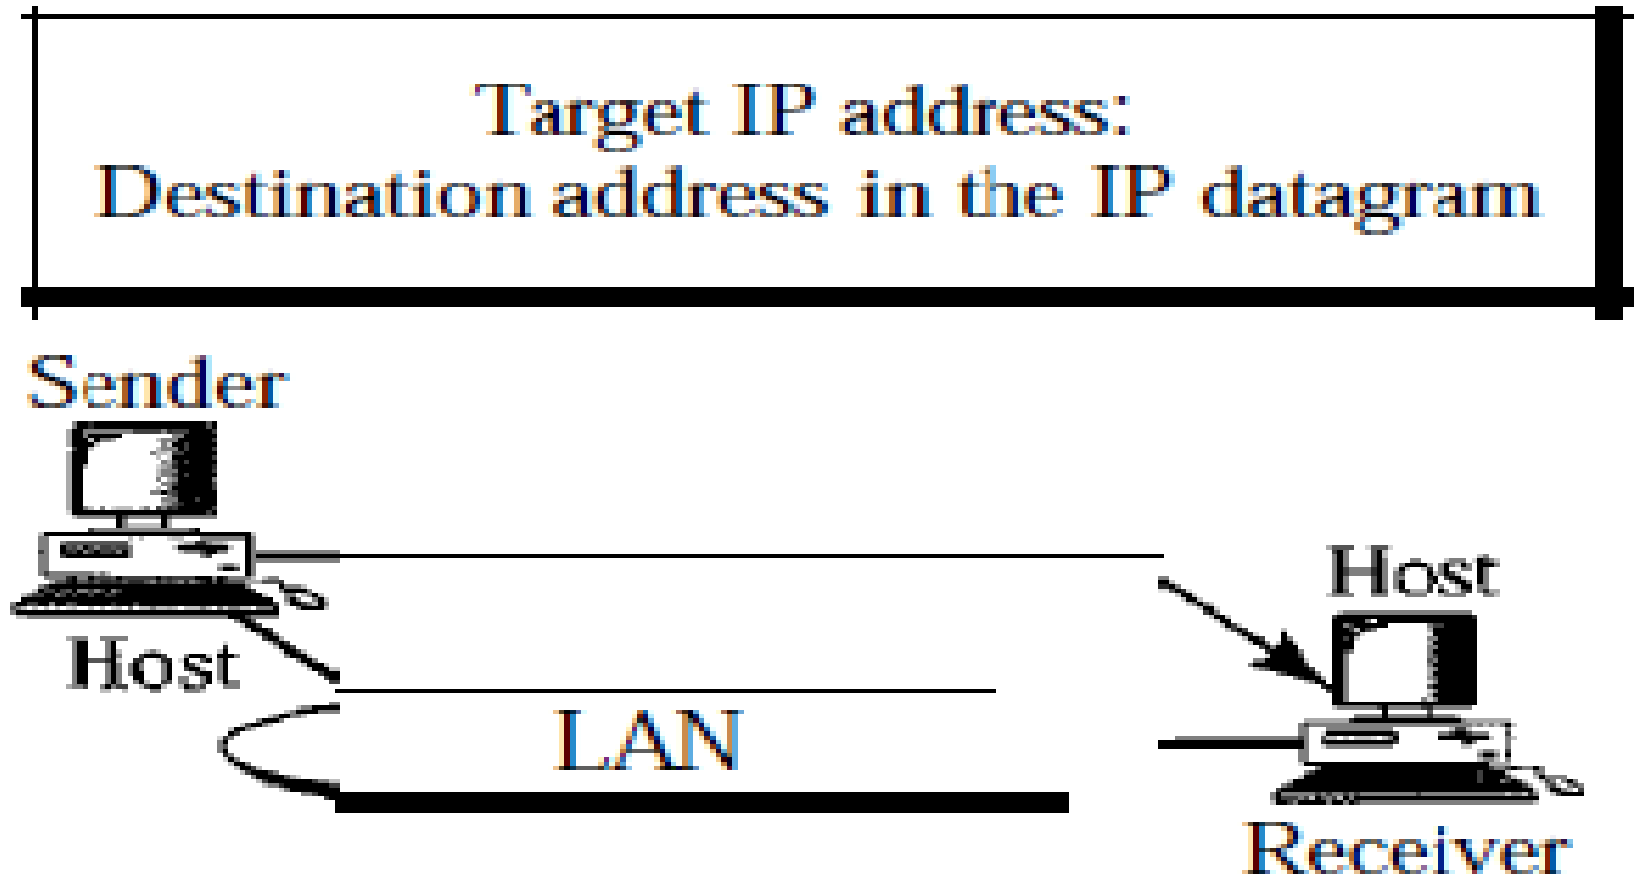 Target IP address:
Destination address in the IP datagram
Sender
Host
Host
LAN
Receiver